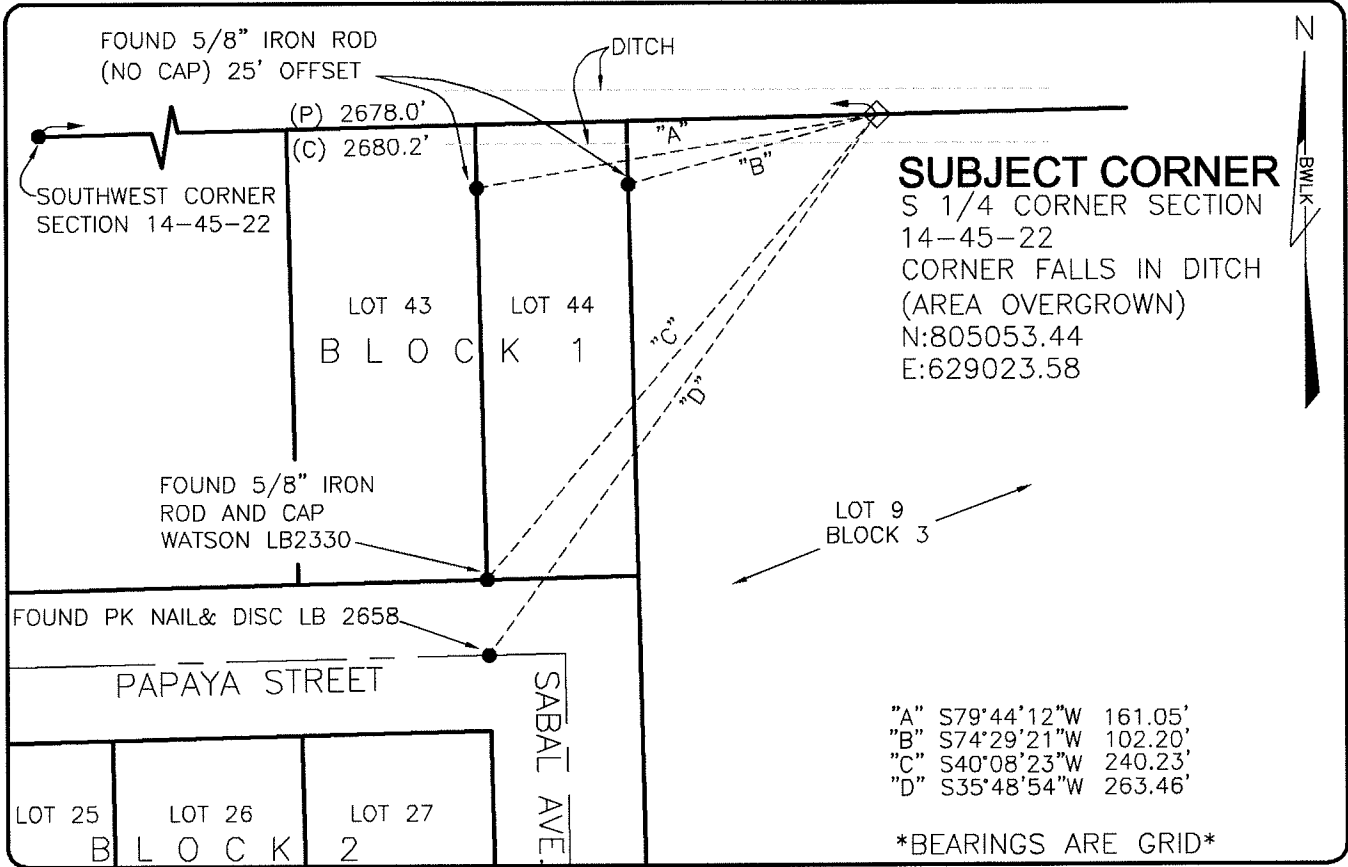 FOUND 5/8" IRON ROD
(NO CAP) 25' OFFSET
DITCH
N
BWLK
(P) 2678.0'
(C) 2680.2'
"A"
"B"
SOUTHWEST CORNER
SECTION 14-45-22
SUBJECT CORNER
S 1/4 CORNER SECTION
14-45-22
CORNER FALLS IN DITCH
(AREA OVERGROWN)
N:805053.44
E:629023.58
LOT 43
LOT 44
BLOCK 1
"C"
"D"
FOUND 5/8" IRON
ROD AND CAP
WATSON LB2330
LOT 9
BLOCK 3
FOUND PK NAIL& DISC LB 2658
PAPAYA STREET
SABAL AVE.
"A" S79°44'12"W 161.05'
"B" S74°29'21"W 102.20'
"C" S40°08'23"W 240.23'
"D" S35°48'54"W 263.46'
LOT 25
LOT 26
LOT 27
BLOCK 2
*BEARINGS ARE GRID*